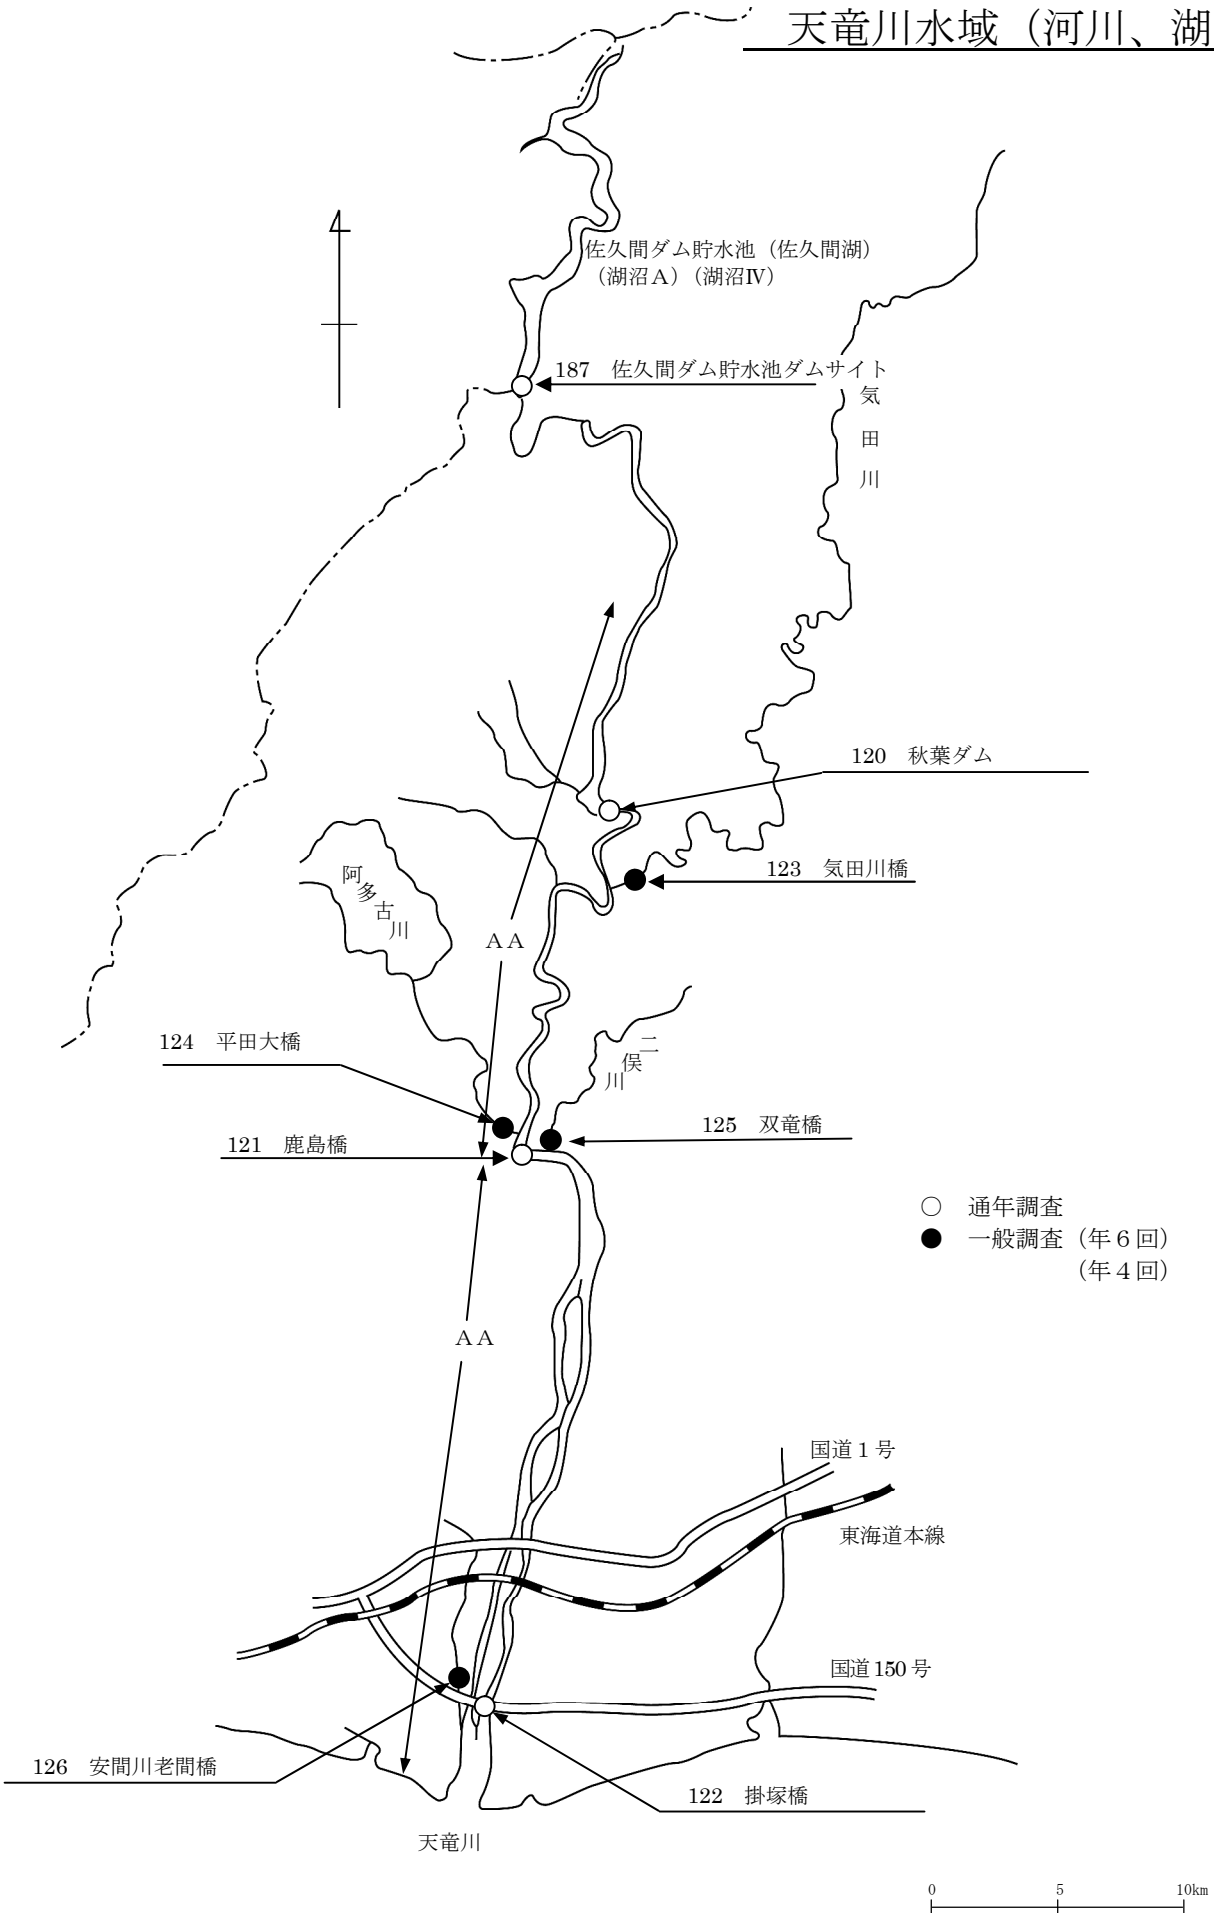 天竜川水域（河川、湖
佐久間ダム貯水池（佐久間湖）
（湖沼Ａ）（湖沼Ⅳ）
187 佐久間ダム貯水池ダムサイト
気田川
120 秋葉ダム
123 気田川橋
阿多古川
ＡＡ
二俣川
124 平田大橋
125 双竜橋
121 鹿島橋
○ 通年調査
● 一般調査（年６回）
（年４回）
ＡＡ
国道１号
東海道本線
国道150号
126 安間川老間橋
122 掛塚橋
天竜川
0 5 10km